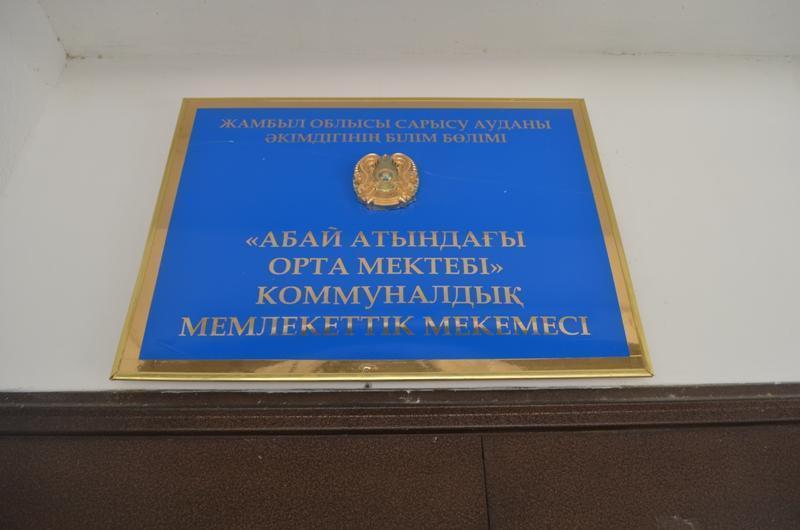 ЖАМБЫЛ ОБЛЫСЫ САРЫСУ АУДАНЫ
ӘКІМДІГІНІҢ БІЛІМ БӨЛІМІ
«АБАЙ АТЫНДАҒЫ
ОРТА МЕКТЕБІ»
КОММУНАЛДЫҚ
МЕМЛЕКЕТТІК МЕКЕМЕСІ